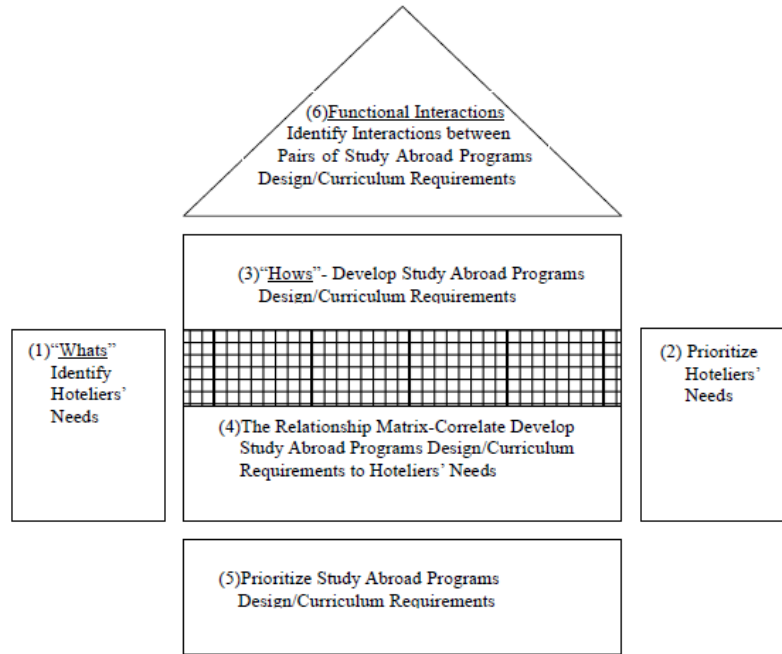 (6)Functional Interactions
Identify Interactions between
Pairs of Study Abroad Programs
Design/Curriculum Requirements
(3)“Hows”- Develop Study Abroad Programs
Design/Curriculum Requirements
(1)“Whats”
Identify
Hoteliers’
Needs
(2) Prioritize
Hoteliers’
Needs
(4)The Relationship Matrix-Correlate Develop
Study Abroad Programs Design/Curriculum
Requirements to Hoteliers’ Needs
(5)Prioritize Study Abroad Programs
Design/Curriculum Requirements